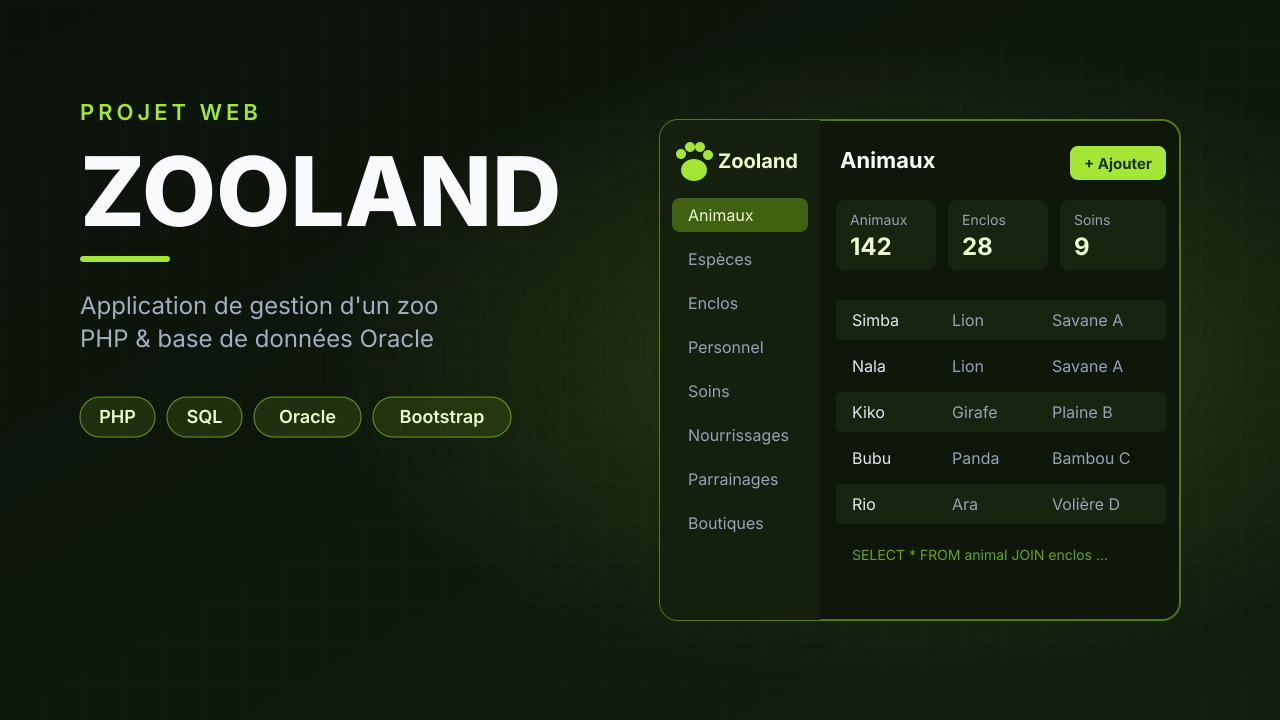 PROJET WEB
ZOOLAND
Application de gestion d'un zoo
PHP & base de données Oracle
PHP SQL Oracle Bootstrap
Zooland
Animaux
Espèces
Enclos
Personnel
Soins
Nourrissages
Parrainages
Boutiques
Animaux + Ajouter
Animaux Enclos Soins
142 28 9
Simba Lion Savane A
Nala Lion Savane A
Kiko Girafe Plaine B
Bubu Panda Bambou C
Rio Ara Volière D
SELECT * FROM animal JOIN enclos ...